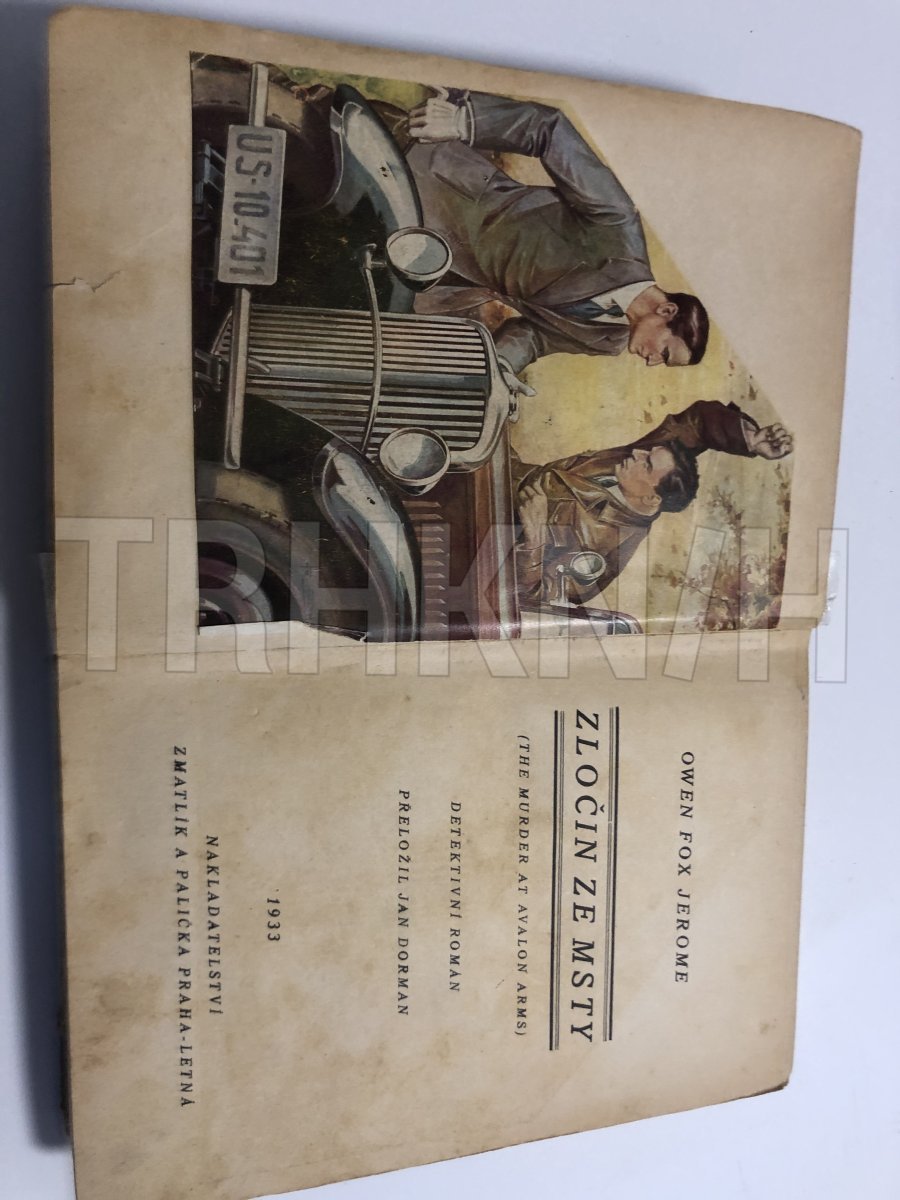 US-10.401
OWEN FOX JEROME
ZLOČIN ZE MSTY
(THE MURDER AT AVALON ARMS)
DETEKTIVNÍ ROMÁN
PŘELOŽIL JAN DORMAN
1933
NAKLADATELSTVÍ
ZMATLÍK A PALIČKA PRAHA-LETNÁ
TRHKNIH